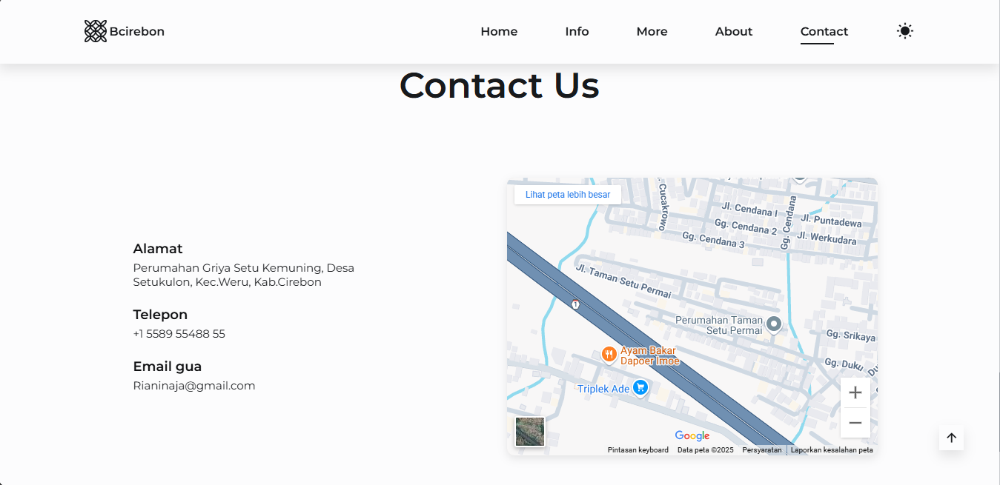 Bcirebon
Home
Info
More
About
Contact
Contact Us
Alamat
Perumahan Griya Setu Kemuning, Desa
Setukulon, Kec.Weru, Kab.Cirebon
Telepon
+1 5589 55488 55
Email gua
Rianinaja@gmail.com
Lihat peta lebih besar
Cucakrowo
Jl. Cendana I
Gg. Cendana 2
Gg. Cendana 3
Gg. Cendana
Jl. Puntadewa
Jl. Werkudara
Jl. Taman Setu Permai
1
Perumahan Taman
Setu Permai
Gg. Srikaya
Gg. Duku
Ayam Bakar
Dapoer Imoe
Triplek Ade
Google
Pintasan keyboard
Data peta ©2025
Persyaratan
Laporkan kesalahan peta